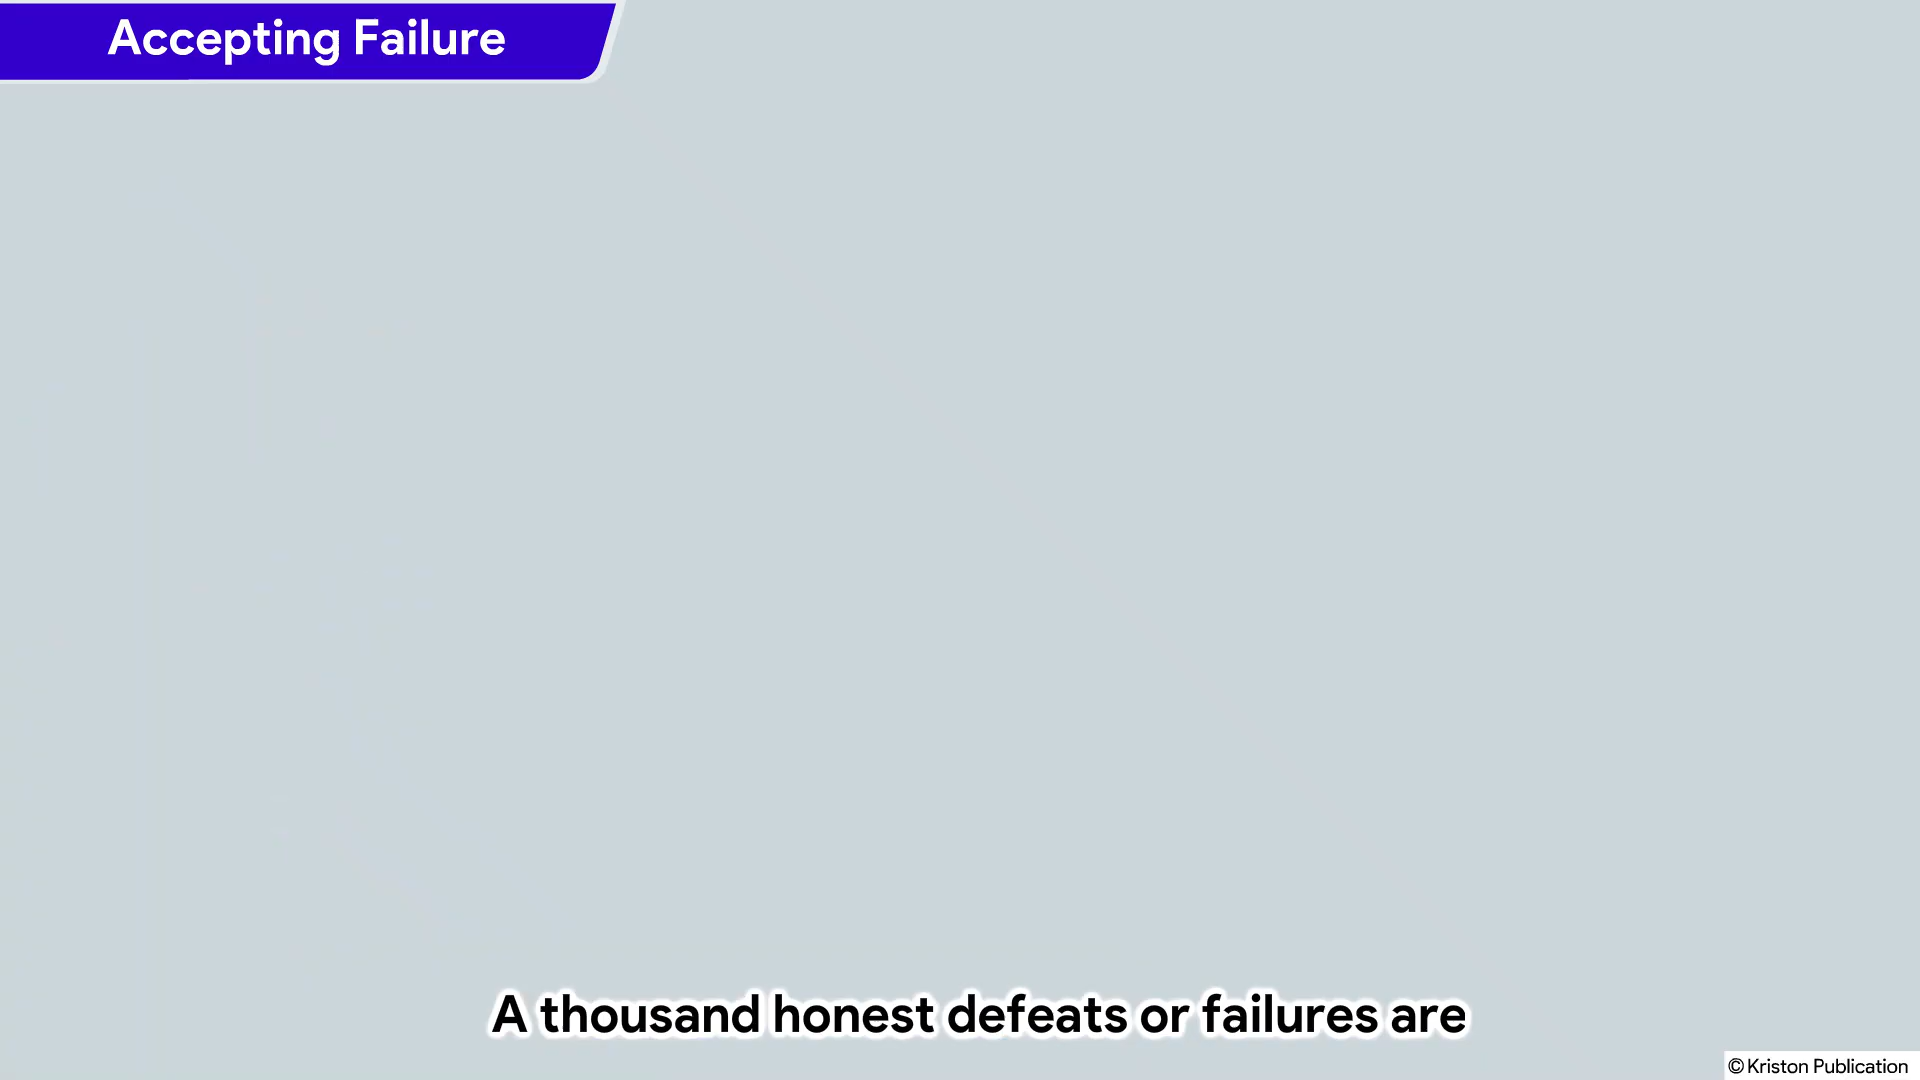 Accepting Failure
A thousand honest defeats or failures are
© Kriston Publication